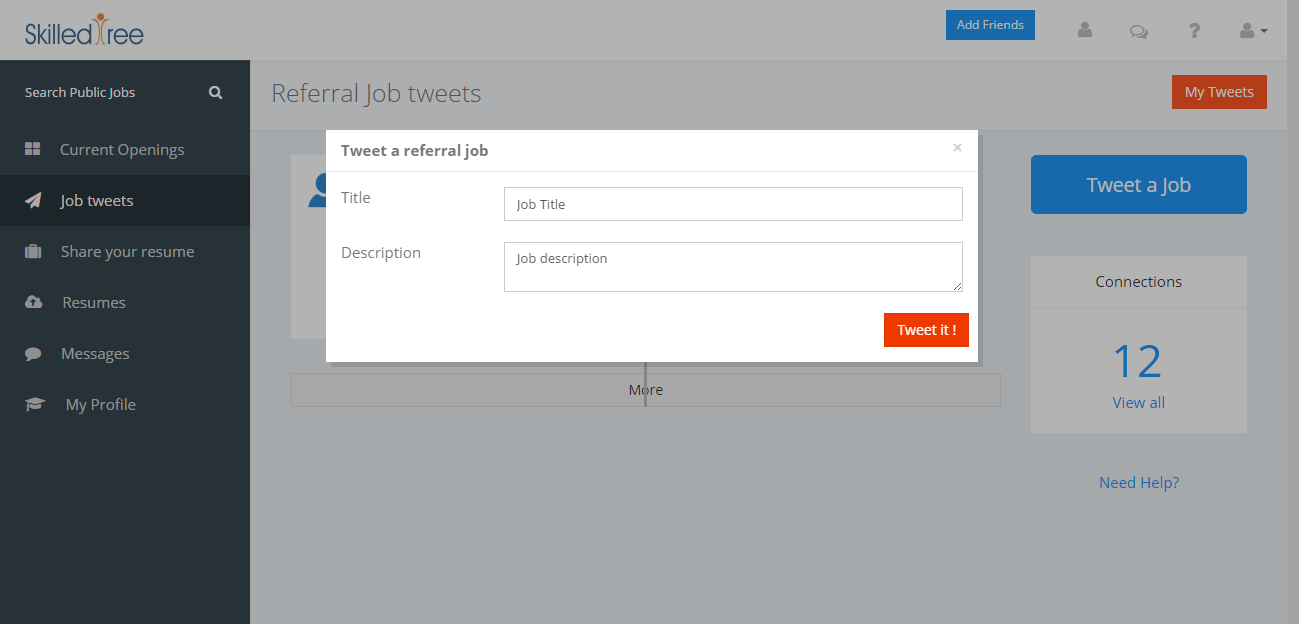 SkilledTree
Add Friends
?
Search Public Jobs
Referral Job tweets
My Tweets
Current Openings
Job tweets
Share your resume
Resumes
Messages
My Profile
Tweet a referral job
×
Title
Job Title
Description
Job description
Tweet it !
More
Tweet a Job
Connections
12
View all
Need Help?